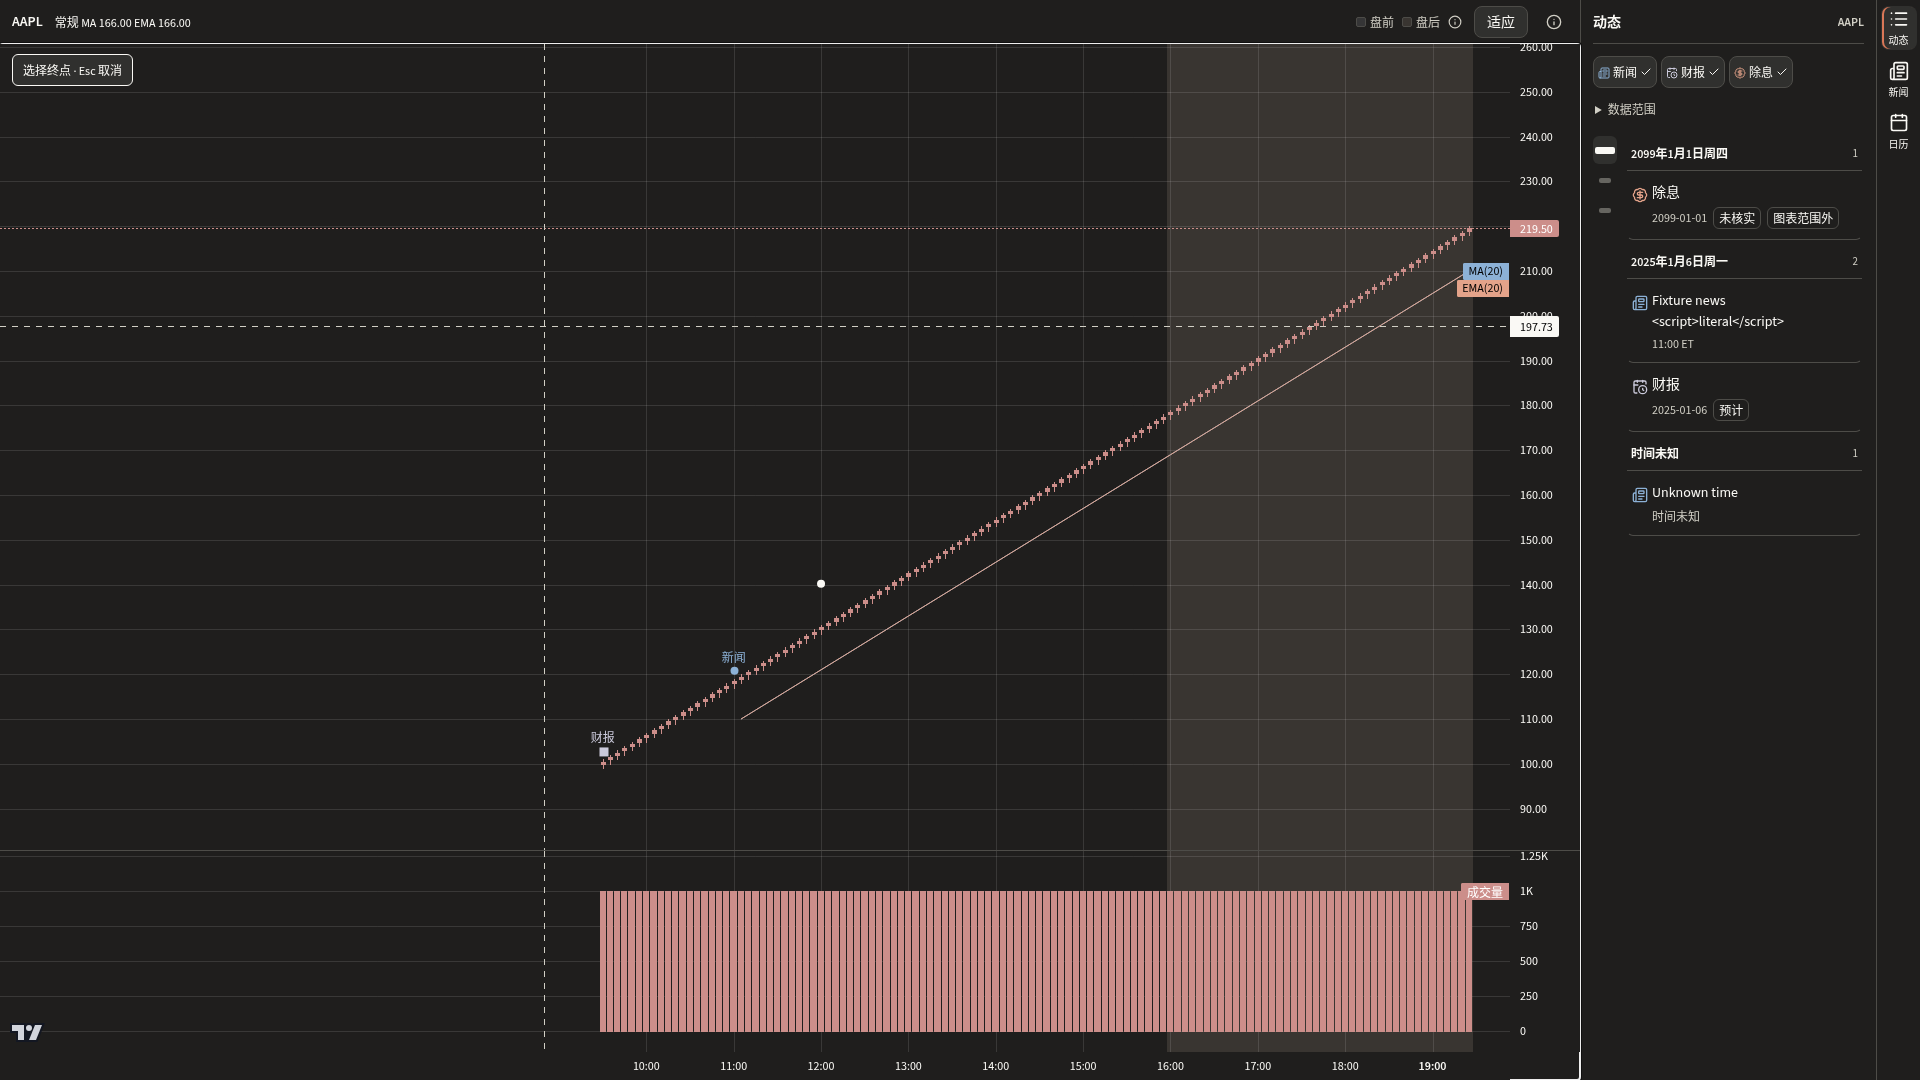 AAPL 常规 MA 166.00 EMA 166.00
盘前 盘后 适应
选择终点 · Esc 取消
260.00
250.00
240.00
230.00
219.50
210.00
MA(20)
EMA(20)
200.00
197.73
190.00
180.00
170.00
160.00
150.00
140.00
130.00
120.00
110.00
100.00
90.00
新闻
财报
1.25K
成交量 1K
750
500
250
0
10:00 11:00 12:00 13:00 14:00 15:00 16:00 17:00 18:00 19:00
动态 AAPL
新闻 财报 除息
数据范围
2099年1月1日周四 1
除息
2099-01-01 未核实 图表范围外
2025年1月6日周一 2
Fixture news
<script>literal</script>
11:00 ET
财报
2025-01-06 预计
时间未知 1
Unknown time
时间未知
动态
新闻
日历